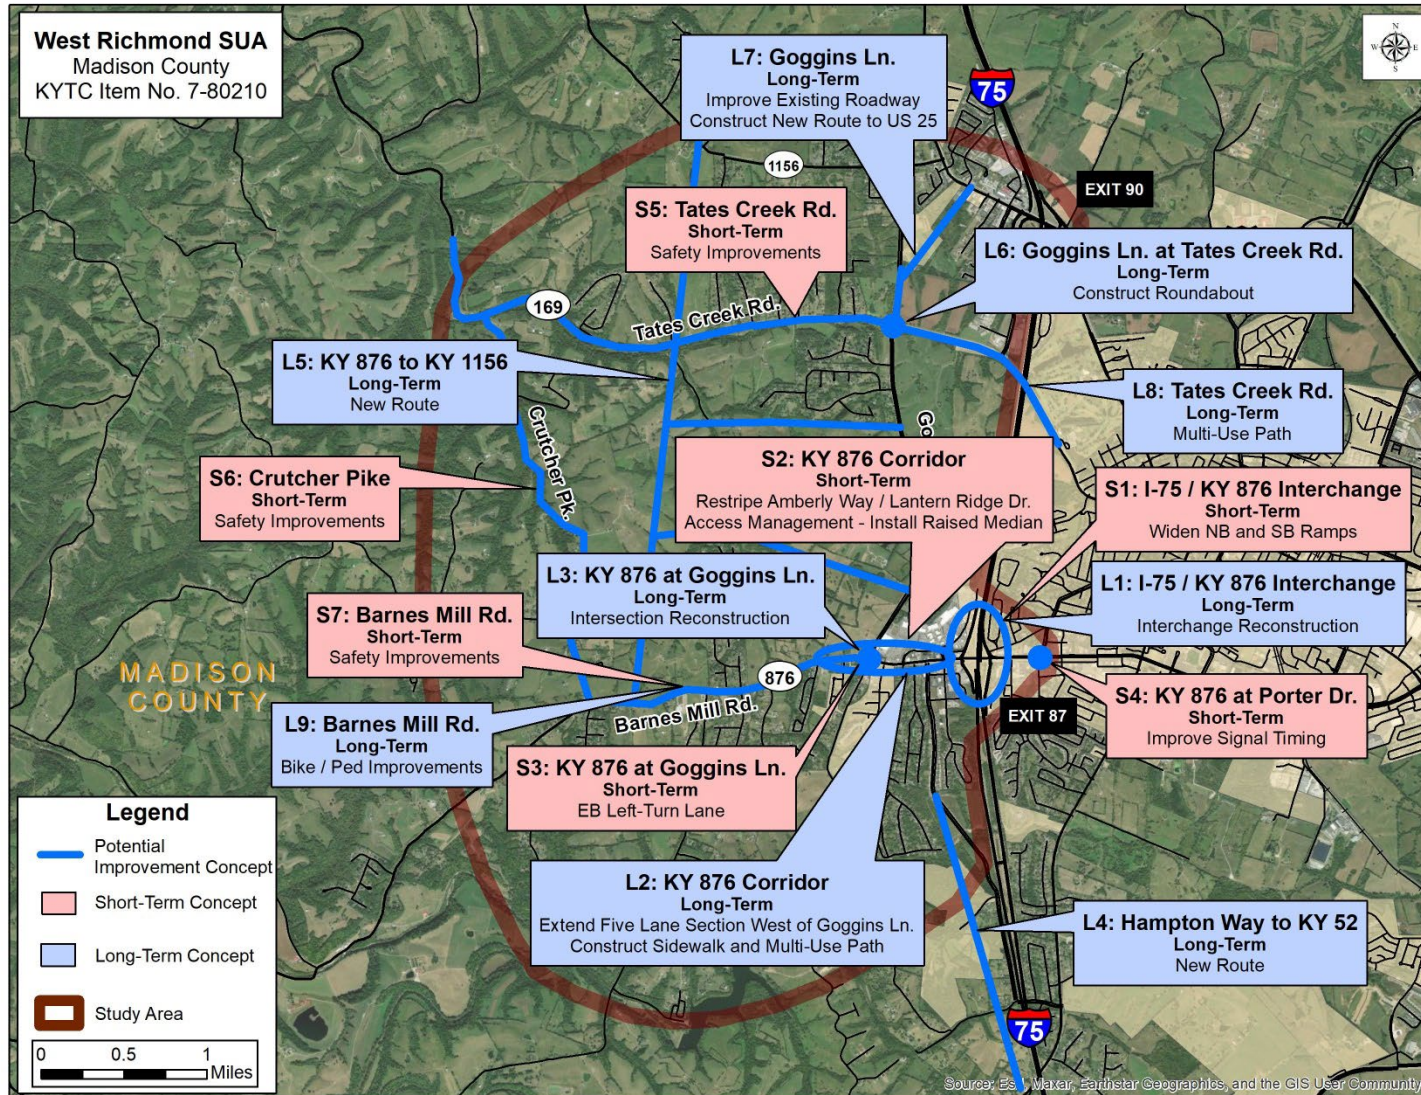 West Richmond SUA
Madison County
KYTC Item No. 7-80210
L7: Goggins Ln.
Long-Term
Improve Existing Roadway
Construct New Route to US 25
75
N
W
E
S
1156
EXIT 90
S5: Tates Creek Rd.
Short-Term
Safety Improvements
L6: Goggins Ln. at Tates Creek Rd.
Long-Term
Construct Roundabout
169
Tates Creek Rd.
L5: KY 876 to KY 1156
Long-Term
New Route
L8: Tates Creek Rd.
Long-Term
Multi-Use Path
Crutcher Pk.
Go
S2: KY 876 Corridor
Short-Term
Restripe Amberly Way / Lantern Ridge Dr.
Access Management - Install Raised Median
S6: Crutcher Pike
Short-Term
Safety Improvements
S1: I-75 / KY 876 Interchange
Short-Term
Widen NB and SB Ramps
L3: KY 876 at Goggins Ln.
Long-Term
Intersection Reconstruction
L1: I-75 / KY 876 Interchange
Long-Term
Interchange Reconstruction
S7: Barnes Mill Rd.
Short-Term
Safety Improvements
MADISON
COUNTY
876
Barnes Mill Rd.
EXIT 87
S4: KY 876 at Porter Dr.
Short-Term
Improve Signal Timing
L9: Barnes Mill Rd.
Long-Term
Bike / Ped Improvements
S3: KY 876 at Goggins Ln.
Short-Term
EB Left-Turn Lane
L2: KY 876 Corridor
Long-Term
Extend Five Lane Section West of Goggins Ln.
Construct Sidewalk and Multi-Use Path
L4: Hampton Way to KY 52
Long-Term
New Route
75
Legend
Potential
Improvement Concept
Short-Term Concept
Long-Term Concept
Study Area
0 0.5 1
Miles
Source: Esri, Maxar, Earthstar Geographics, and the GIS User Community